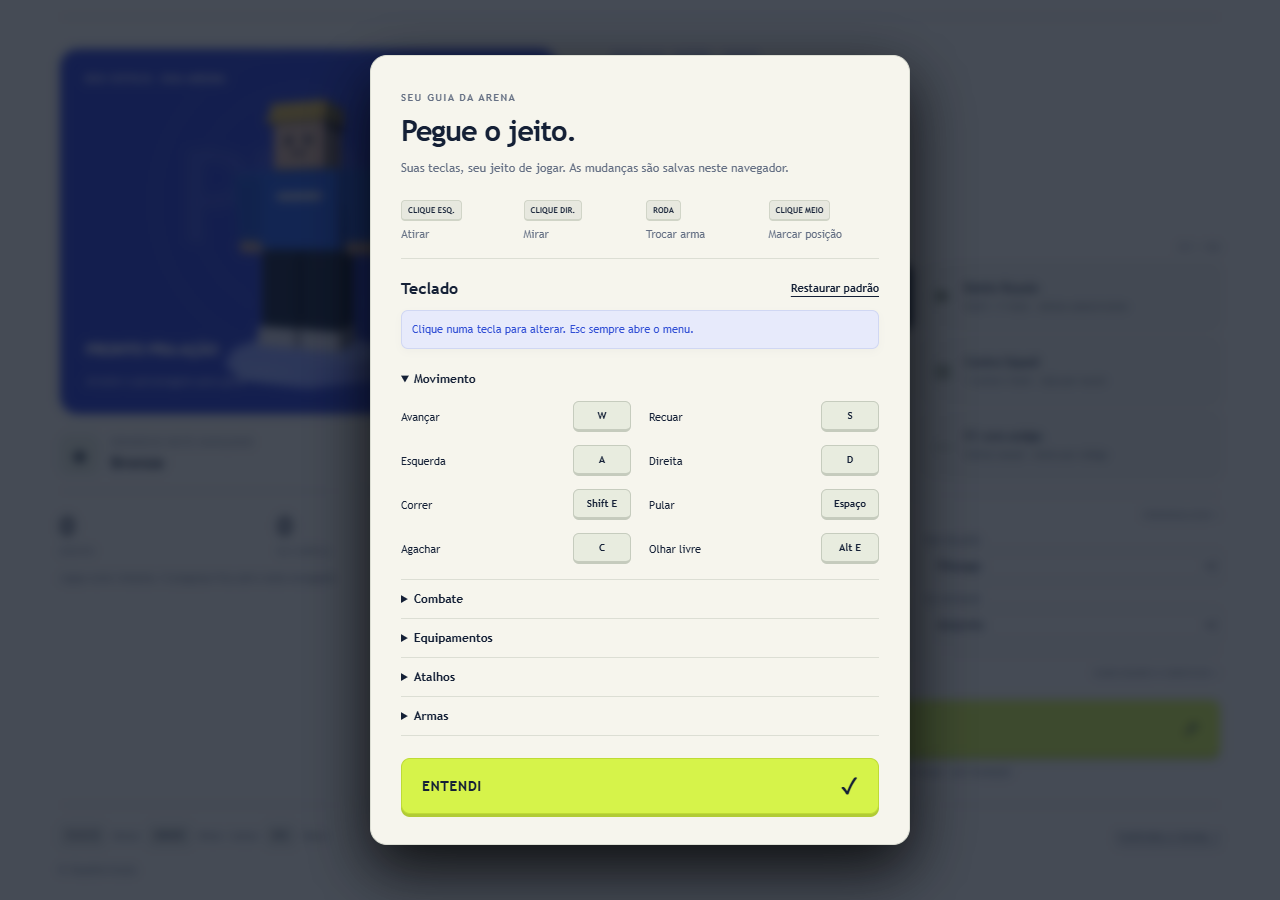 SEU GUIA DA ARENA
Pegue o jeito.
Suas teclas, seu jeito de jogar. As mudanças são salvas neste navegador.
CLIQUE ESQ. CLIQUE DIR. RODA CLIQUE MEIO
Atirar Mirar Trocar arma Marcar posição
Teclado Restaurar padrão
Clique numa tecla para alterar. Esc sempre abre o menu.
Movimento
Avançar W Recuar S
Esquerda A Direita D
Correr Shift E Pular Espaço
Agachar C Olhar livre Alt E
Combate
Equipamentos
Atalhos
Armas
ENTENDI